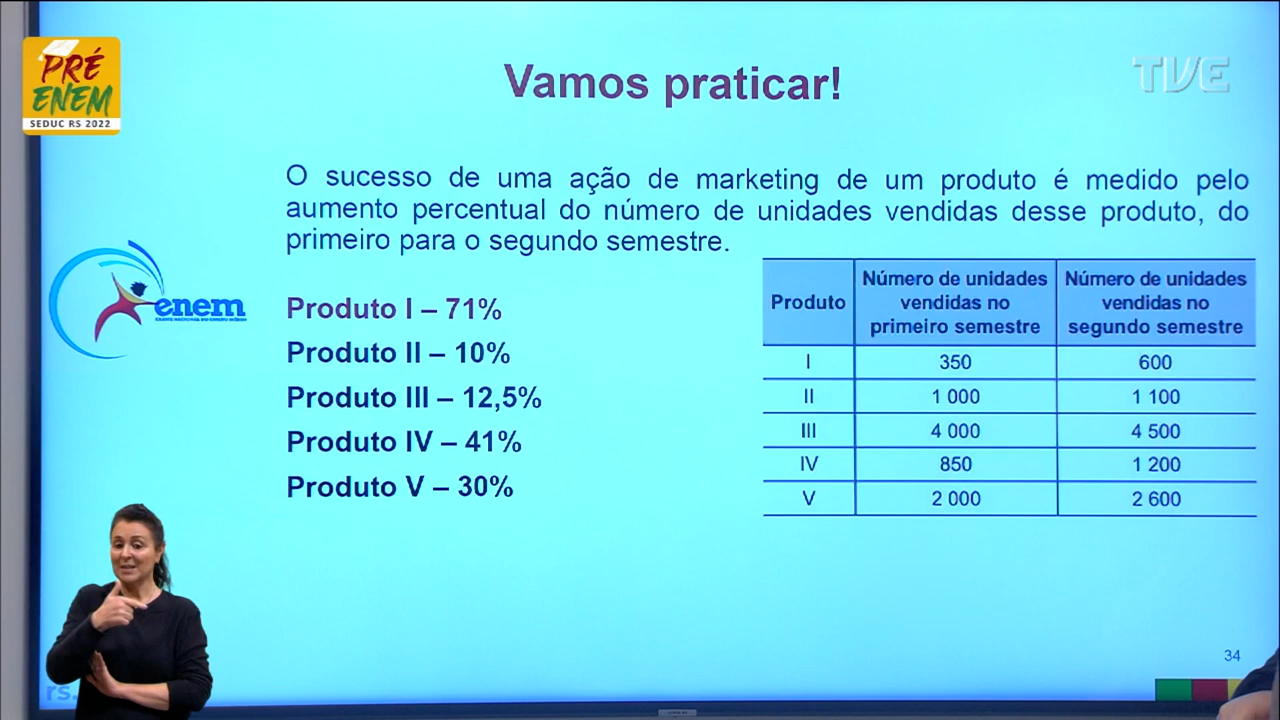 PRÉ
ENEM
SEDUC RS 2022
Vamos praticar!
TVE
O sucesso de uma ação de marketing de um produto é medido pelo
aumento percentual do número de unidades vendidas desse produto, do
primeiro para o segundo semestre.
enem
Produto I – 71%
Produto II – 10%
Produto III – 12,5%
Produto IV – 41%
Produto V – 30%
Produto Número de unidades vendidas no primeiro semestre Número de unidades vendidas no segundo semestre
I 350 600
II 1 000 1 100
III 4 000 4 500
IV 850 1 200
V 2 000 2 600
34
rs.